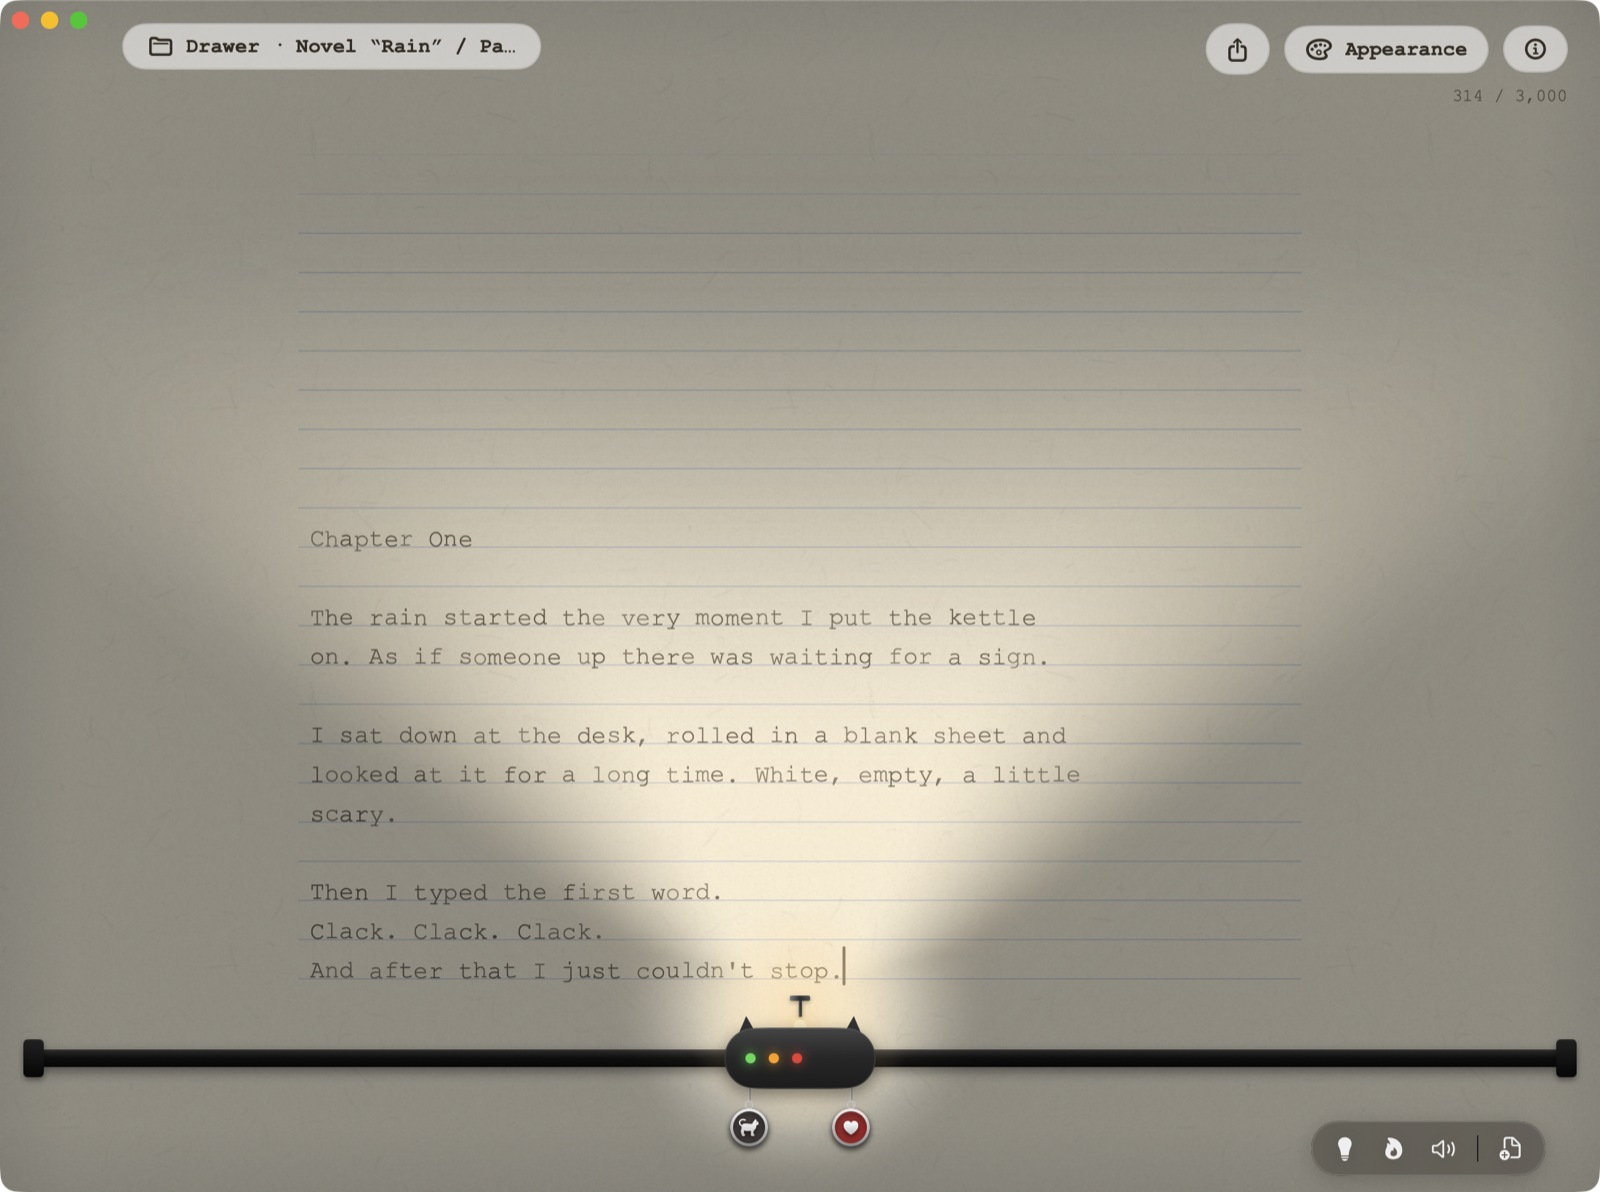 Drawer · Novel “Rain” / Pa…
Appearance
314 / 3,000
Chapter One
The rain started the very moment I put the kettle
on. As if someone up there was waiting for a sign.
I sat down at the desk, rolled in a blank sheet and
looked at it for a long time. White, empty, a little
scary.
Then I typed the first word.
Clack. Clack. Clack.
And after that I just couldn't stop.